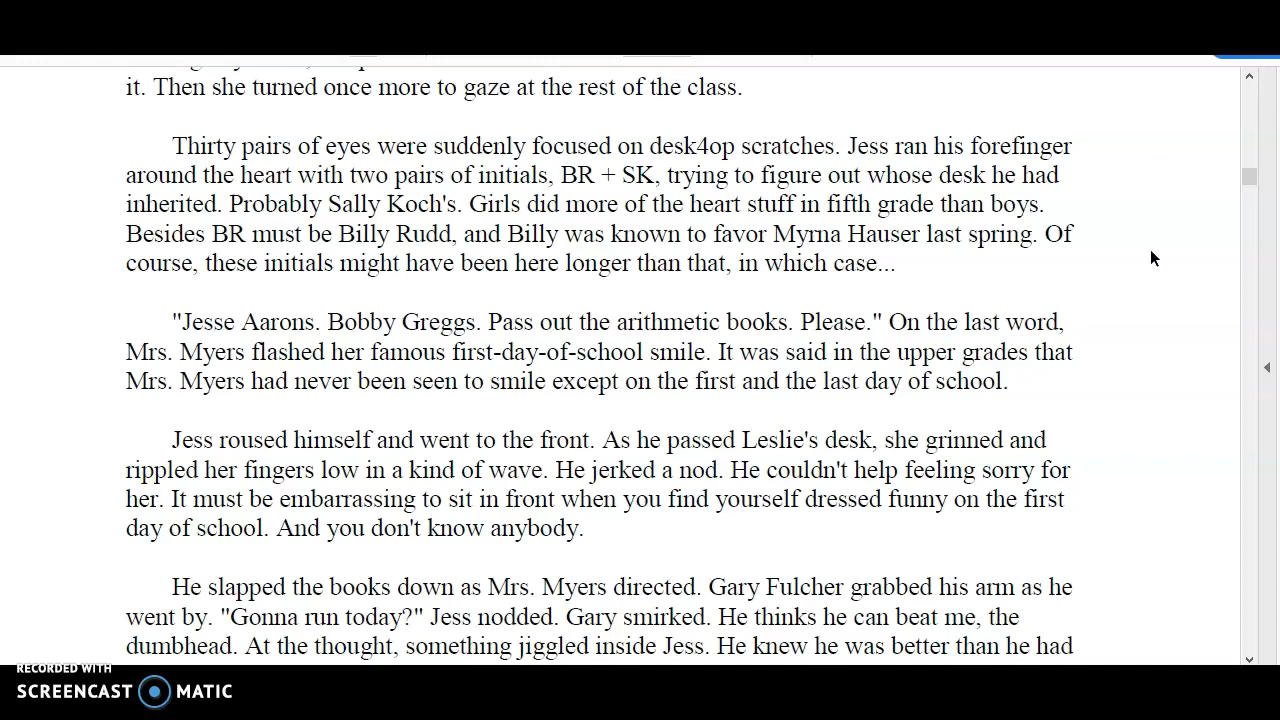 it. Then she turned once more to gaze at the rest of the class.
Thirty pairs of eyes were suddenly focused on desk4op scratches. Jess ran his forefinger
around the heart with two pairs of initials, BR + SK, trying to figure out whose desk he had
inherited. Probably Sally Koch's. Girls did more of the heart stuff in fifth grade than boys.
Besides BR must be Billy Rudd, and Billy was known to favor Myrna Hauser last spring. Of
course, these initials might have been here longer than that, in which case...
"Jesse Aarons. Bobby Greggs. Pass out the arithmetic books. Please." On the last word,
Mrs. Myers flashed her famous first-day-of-school smile. It was said in the upper grades that
Mrs. Myers had never been seen to smile except on the first and the last day of school.
Jess roused himself and went to the front. As he passed Leslie's desk, she grinned and
rippled her fingers low in a kind of wave. He jerked a nod. He couldn't help feeling sorry for
her. It must be embarrassing to sit in front when you find yourself dressed funny on the first
day of school. And you don't know anybody.
He slapped the books down as Mrs. Myers directed. Gary Fulcher grabbed his arm as he
went by. "Gonna run today?" Jess nodded. Gary smirked. He thinks he can beat me, the
dumbhead. At the thought, something jiggled inside Jess. He knew he was better than he had
RECORDED WITH
SCREENCAST MATIC